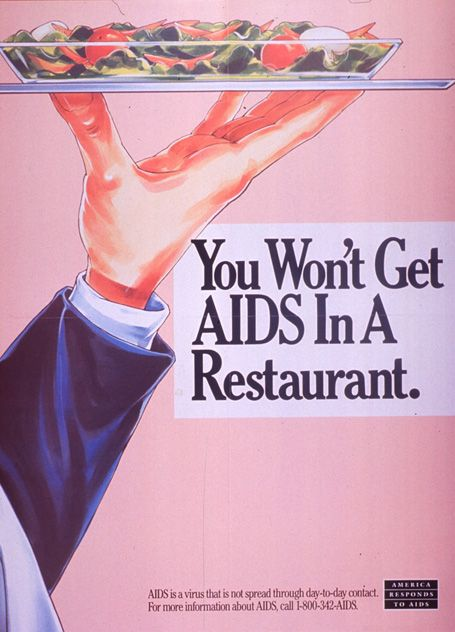 You Won't Get
AIDS In A
Restaurant.
AIDS is a virus that is not spread through day-to-day contact.
For more information about AIDS, call 1-800-342-AIDS.
AMERICA
RESPONDS
TO AIDS